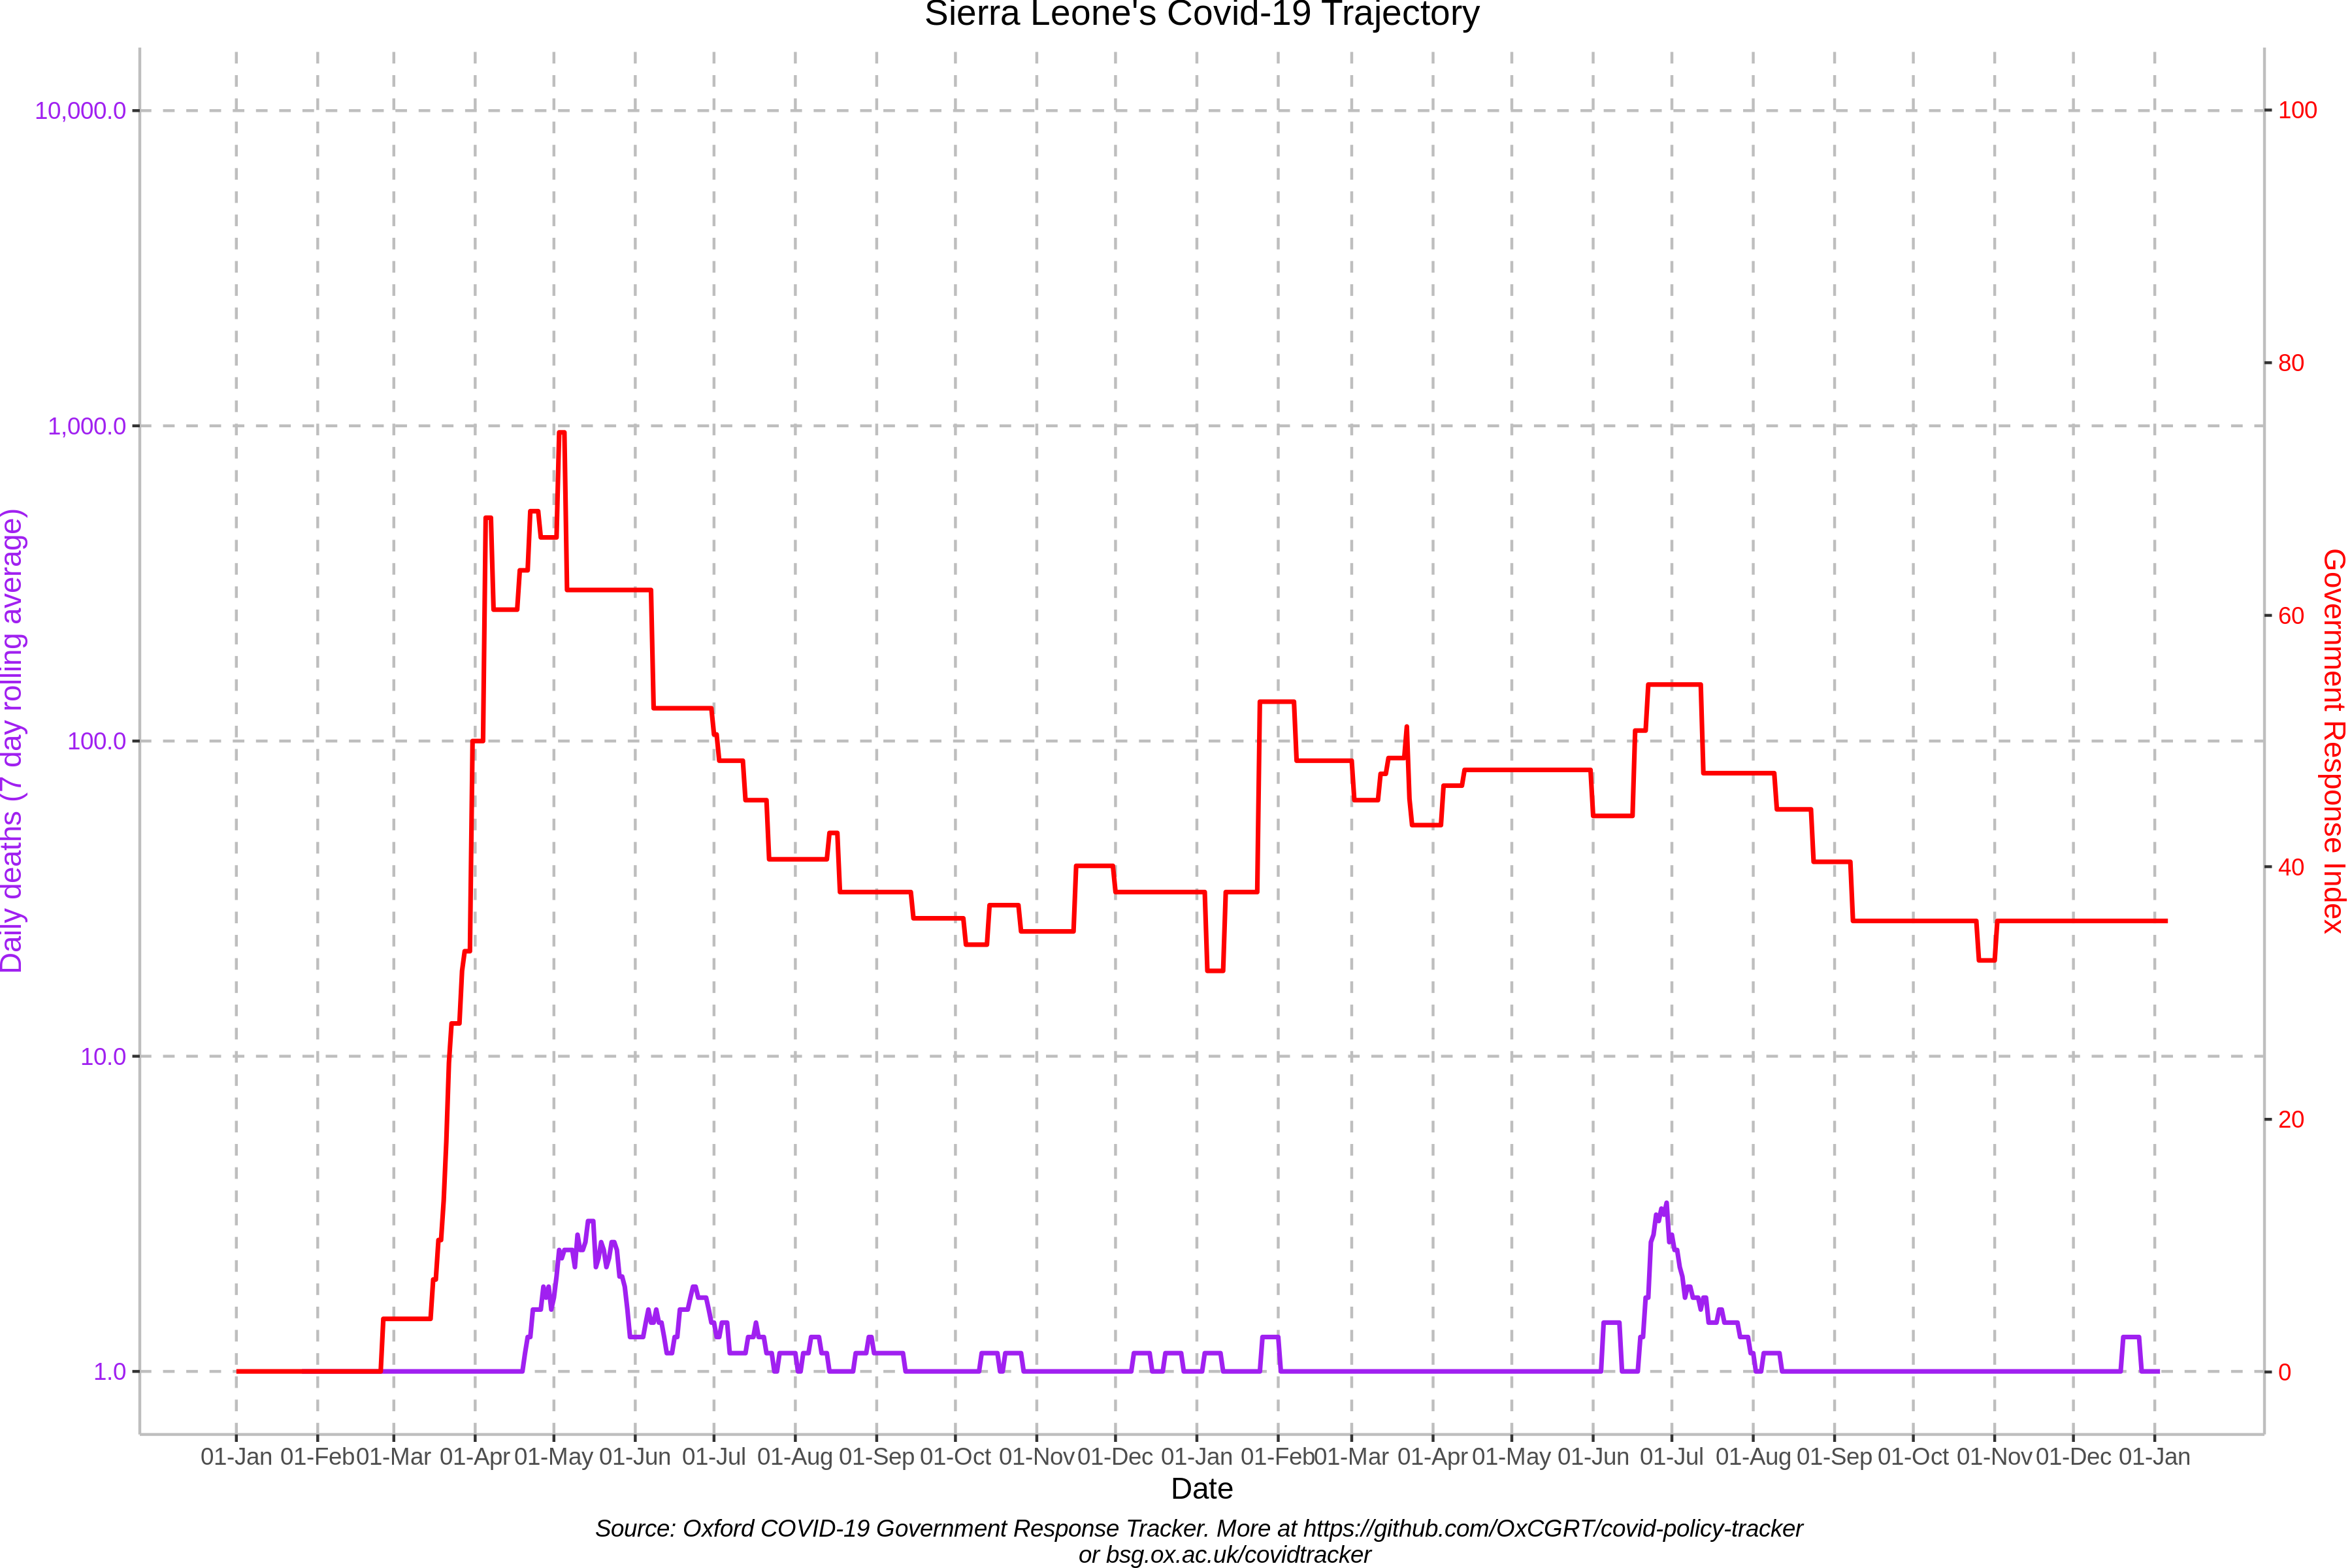 Sierra Leone's Covid-19 Trajectory
10,000.0
1,000.0
100.0
10.0
1.0
Daily deaths (7 day rolling average)
100
80
60
40
20
0
Government Response Index
01-Jan 01-Feb 01-Mar 01-Apr 01-May 01-Jun 01-Jul 01-Aug 01-Sep 01-Oct 01-Nov 01-Dec 01-Jan 01-Feb 01-Mar 01-Apr 01-May 01-Jun 01-Jul 01-Aug 01-Sep 01-Oct 01-Nov 01-Dec 01-Jan
Date
Source: Oxford COVID-19 Government Response Tracker. More at https://github.com/OxCGRT/covid-policy-tracker
or bsg.ox.ac.uk/covidtracker